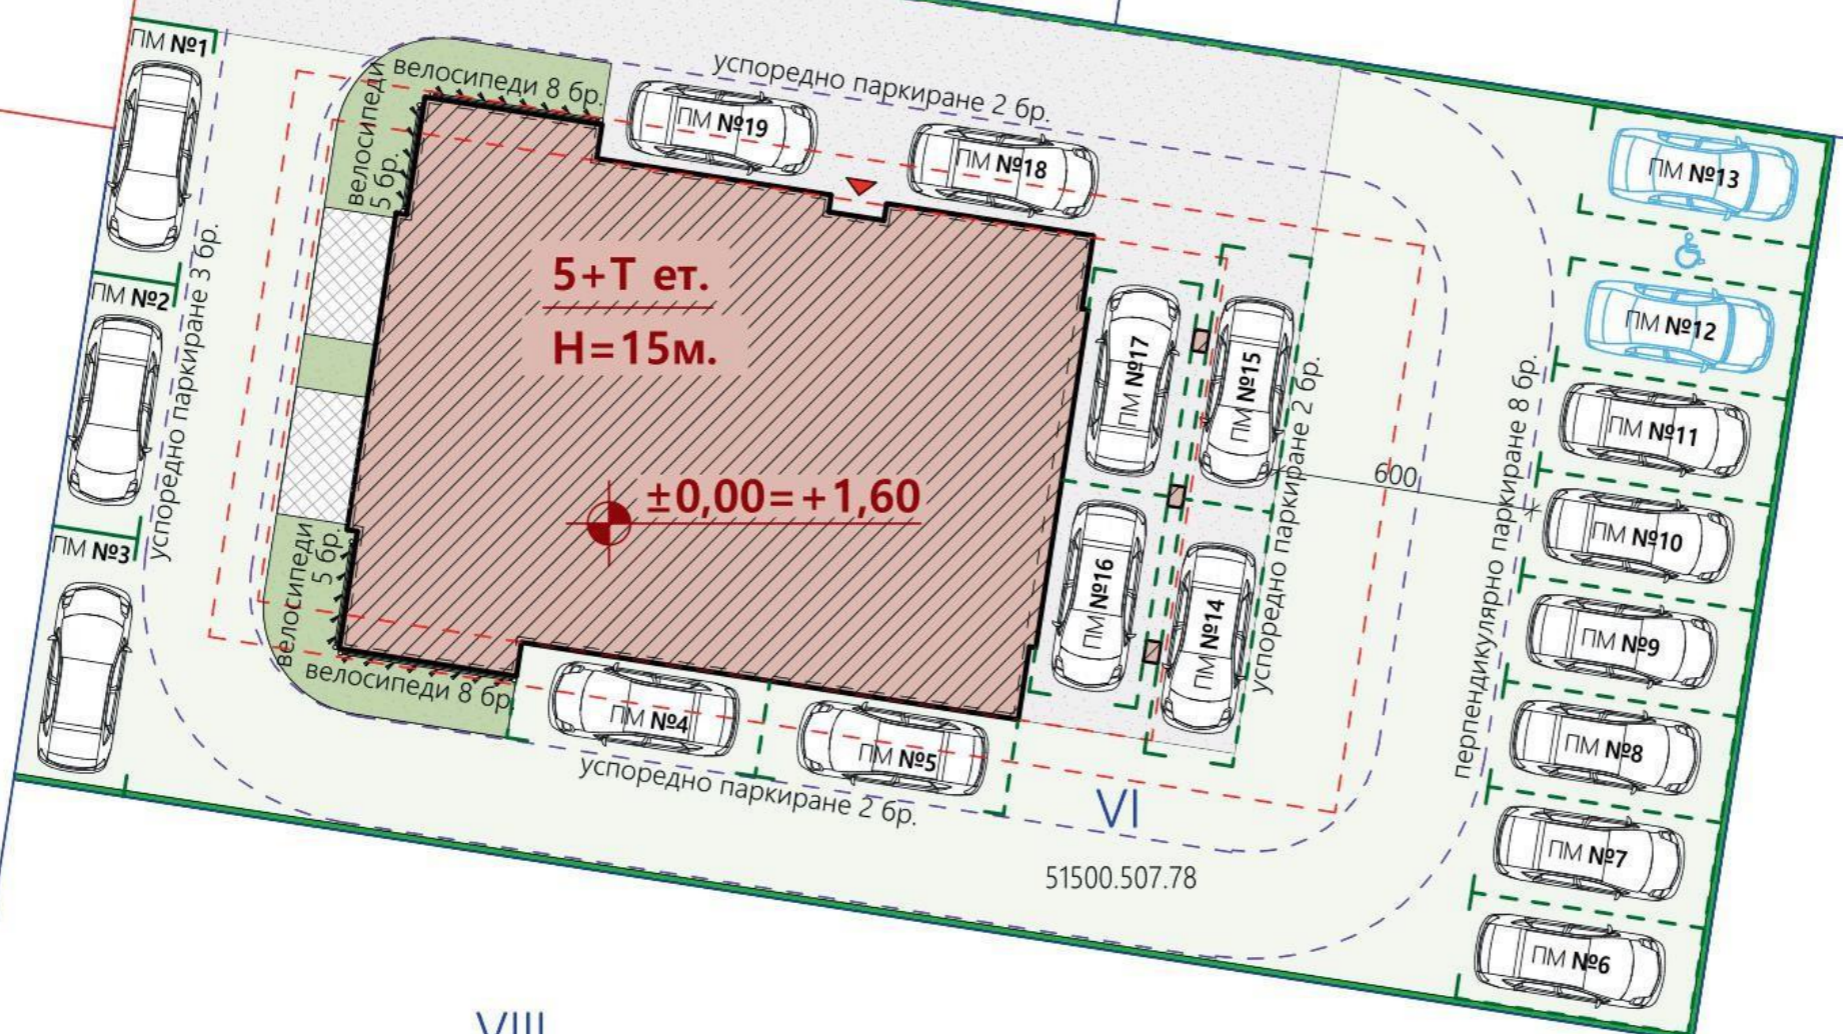 ПМ №1
велосипеди 8 бр.
успоредно паркиране 2 бр.
ПМ №19
ПМ №18
ПМ №13
велосипеди
5 бр.
успоредно паркиране 3 бр.
ПМ №2
5+Т ет.
H=15м.
ПМ №17
ПМ №15
успоредно паркиране 2 бр.
ПМ №12
ПМ №11
600
перпендикулярно паркиране 8 бр.
±0,00=+1,60
ПМ №10
ПМ №3
велосипеди
5 бр.
ПМ №16
ПМ №14
ПМ №9
велосипеди 8 бр.
ПМ №4
ПМ №5
ПМ №8
успоредно паркиране 2 бр.
VI
ПМ №7
51500.507.78
ПМ №6
VIII